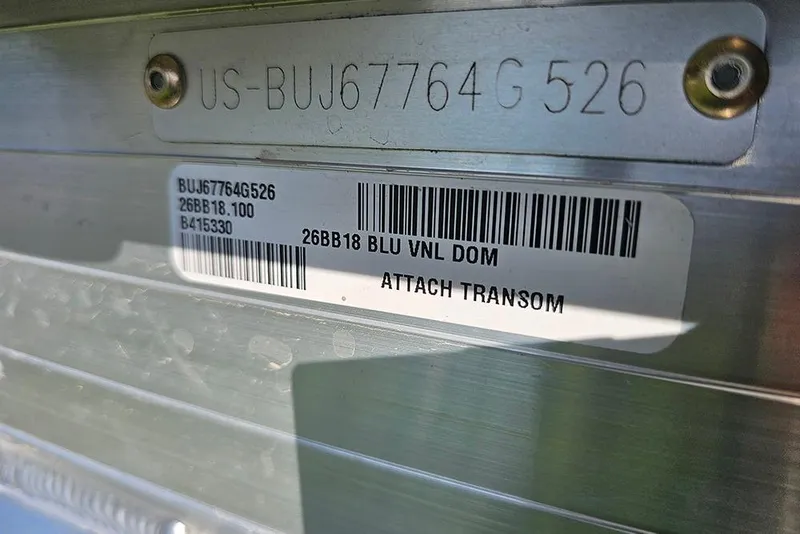 US-BUJ67764G526
BUJ67764G526
26BB18.100
B415330
26BB18 BLU VNL DOM
ATTACH TRANSOM